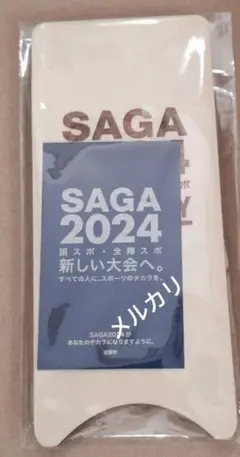 SAGA
SAGA
2024
国スポ・全障スポ
新しい大会へ。
すべての人に、スポーツのチカラを。
SAGA2024が
あなたのチカラになりますように。
佐賀県
メルカリ